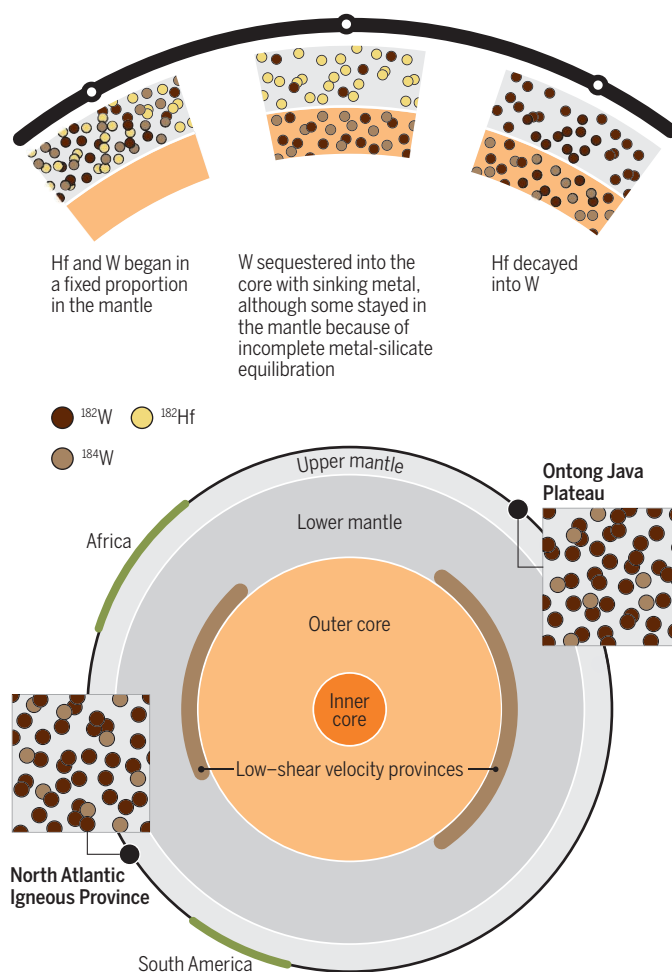 Hf and W began in
a fixed proportion
in the mantle
W sequestered into the
core with sinking metal,
although some stayed in
the mantle because of
incomplete metal-silicate
equilibration
Hf decayed
into W
182W
182Hf
184W
Upper mantle
Ontong Java
Plateau
Lower mantle
Africa
Outer core
Inner
core
Low–shear velocity provinces
North Atlantic
Igneous Province
South America